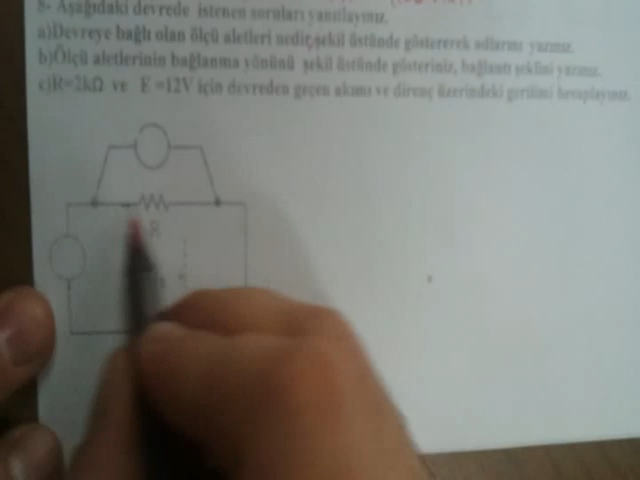 8- Aşağıdaki devrede istenen soruları yanıtlayınız.
a)Devreye bağlı olan ölçü aletleri nedir,şekil üstünde göstererek adlarını yazınız.
b)Ölçü aletlerinin bağlanma yönünü şekil üstünde gösteriniz, bağlantı şeklini yazınız.
c)R=2kΩ ve E =12V için devreden geçen akımı ve direnç üzerindeki gerilimi hesaplayınız.
R